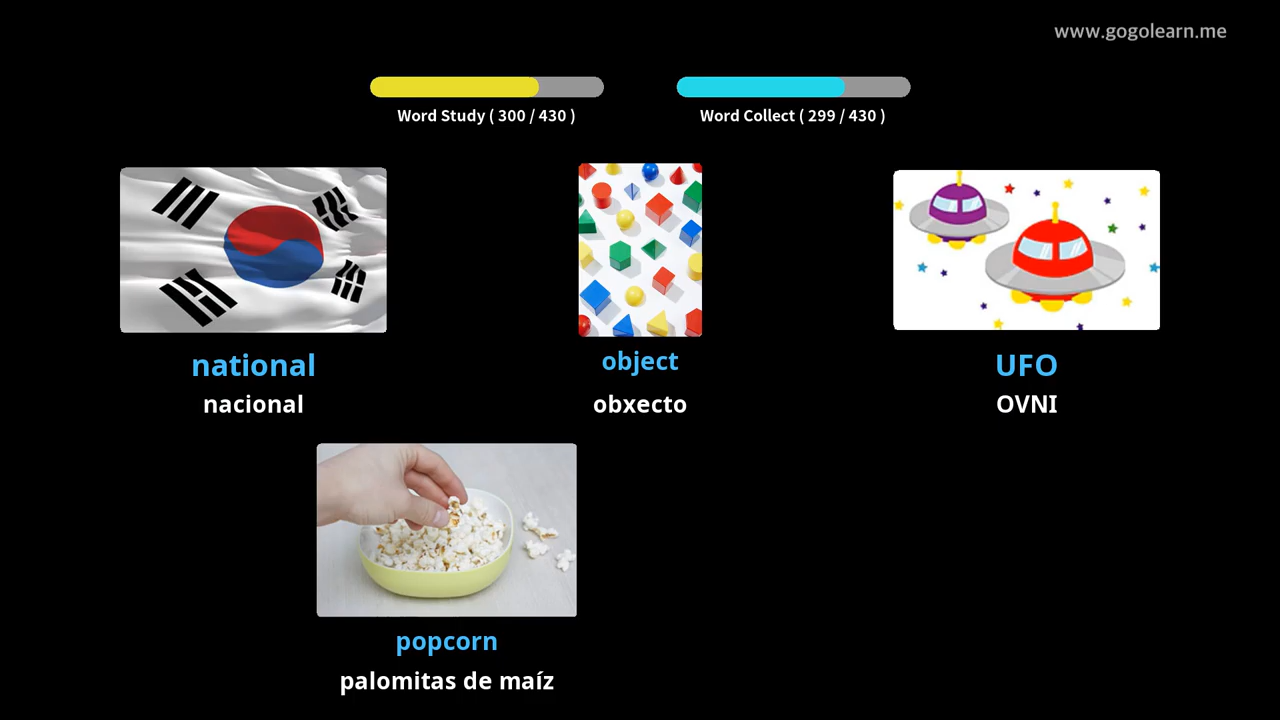 www.gogolearn.me
Word Study ( 300 / 430 )
Word Collect ( 299 / 430 )
national
object
UFO
nacional
obxecto
OVNI
popcorn
palomitas de maíz